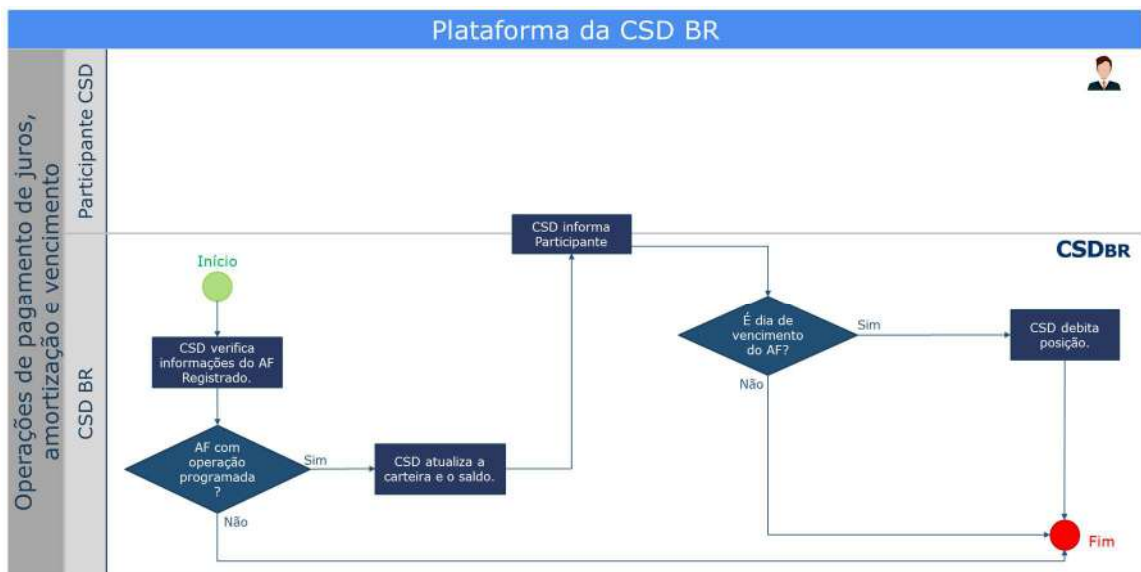 Plataforma da CSD BR
Operações de pagamento de juros,
amortização e vencimento
Participante CSD
CSD BR
CSD informa
Participante
CSDBR
Início
CSD verifica
informações do AF
Registrado.
AF com
operação
programada
?
Sim
Não
CSD atualiza a
carteira e o saldo.
É dia de
vencimento
do AF?
Sim
Não
CSD debita
posição.
Fim